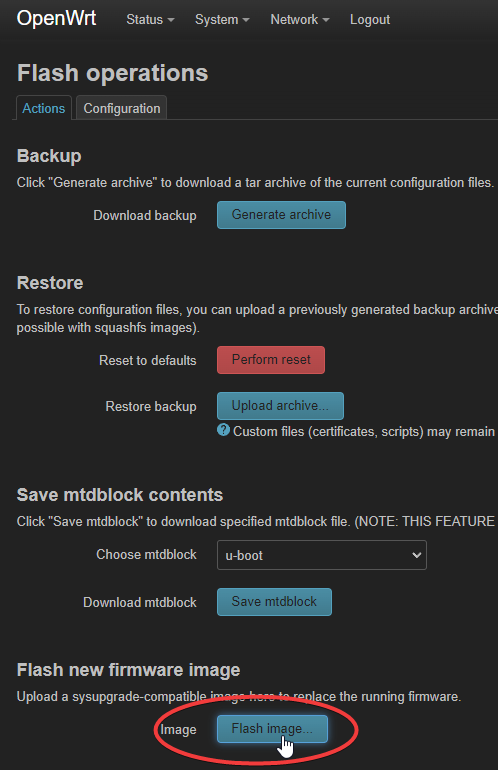 OpenWrt Status System Network Logout
Flash operations
Actions Configuration
Backup
Click "Generate archive" to download a tar archive of the current configuration files.
Download backup Generate archive
Restore
To restore configuration files, you can upload a previously generated backup archive
possible with squashfs images).
Reset to defaults Perform reset
Restore backup Upload archive...
Custom files (certificates, scripts) may remain
Save mtdblock contents
Click "Save mtdblock" to download specified mtdblock file. (NOTE: THIS FEATURE
Choose mtdblock u-boot
Download mtdblock Save mtdblock
Flash new firmware image
Upload a sysupgrade-compatible image here to replace the running firmware.
Image Flash image...